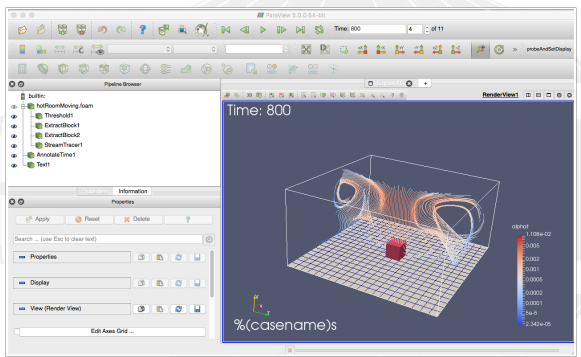 ParaView 5.0.0 64-bit
Time: 800
4
of 11
»
probeAndSetDisplay
Pipeline Browser
builtin:
hotRoomMoving.foam
Threshold1
ExtractBlock1
ExtractBlock2
StreamTracer1
AnnotateTime1
Text1
Information
Properties
Apply
Reset
Delete
?
Search ... (use Esc to clear text)
Properties
Display
View (Render View)
Edit Axes Grid ...
+
3D
RenderView1
Time: 800
alphat
1.108e-02
0.005
0.002
0.001
0.0005
0.0002
0.0001
5e-5
2.342e-05
%(casename)s